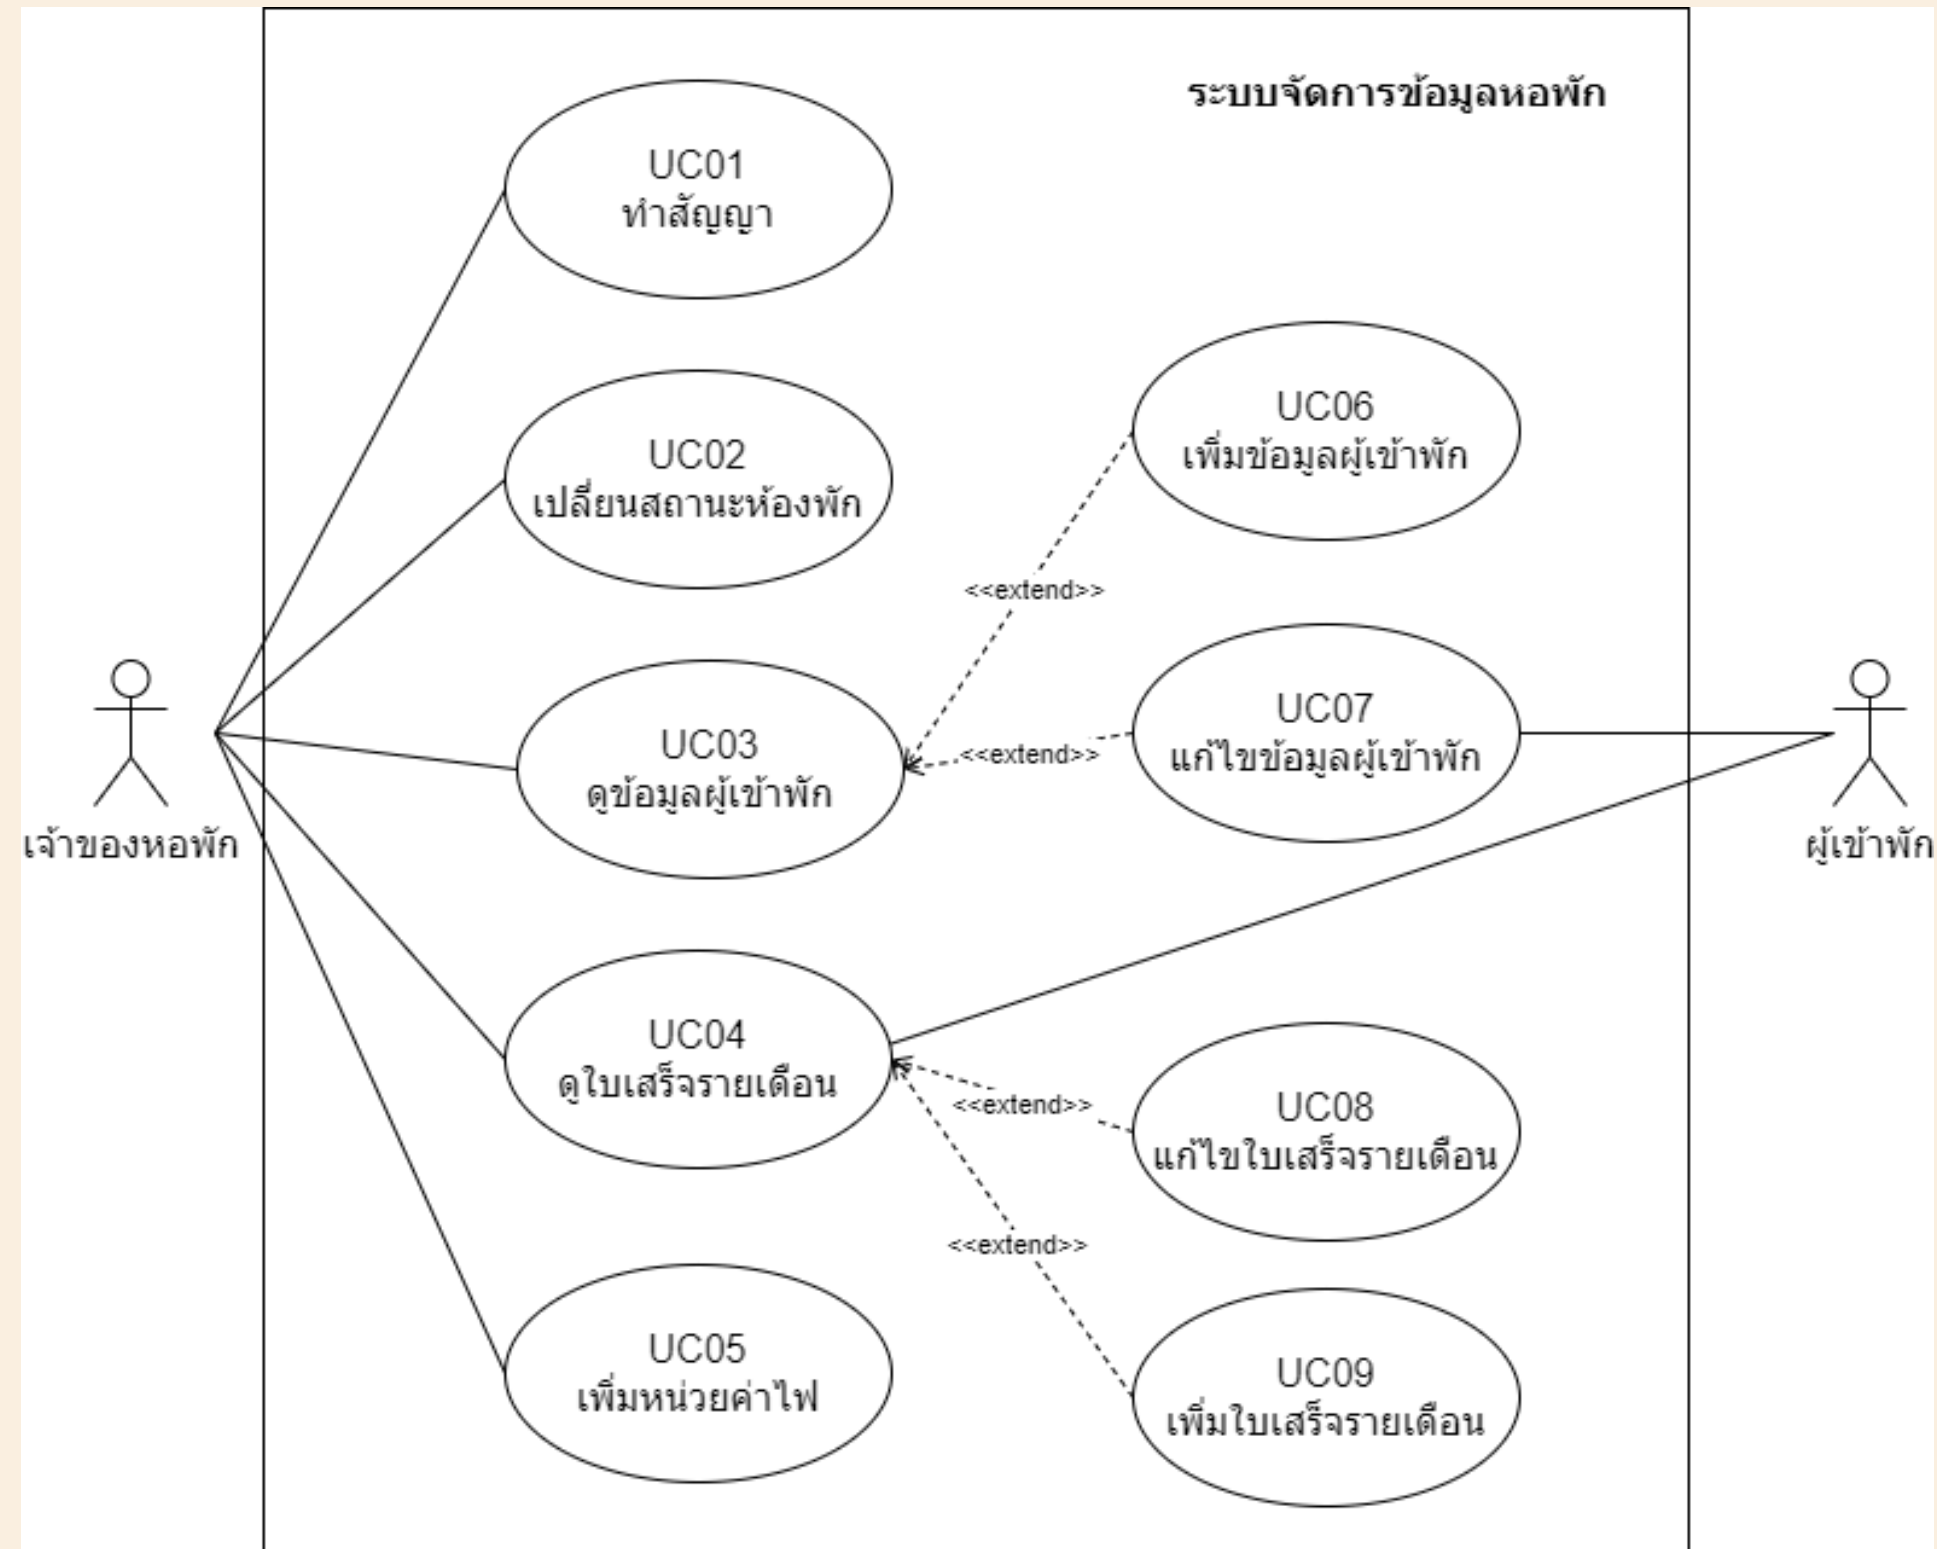 ระบบจัดการข้อมูลหอพัก
UC01
ทำสัญญา
UC02
เปลี่ยนสถานะห้องพัก
UC03
ดูข้อมูลผู้เข้าพัก
UC04
ดูใบเสร็จรายเดือน
UC05
เพิ่มหน่วยค่าไฟ
UC06
เพิ่มข้อมูลผู้เข้าพัก
<<extend>>
UC07
แก้ไขข้อมูลผู้เข้าพัก
<<extend>>
UC08
แก้ไขใบเสร็จรายเดือน
<<extend>>
UC09
เพิ่มใบเสร็จรายเดือน
<<extend>>
เจ้าของหอพัก
ผู้เข้าพัก